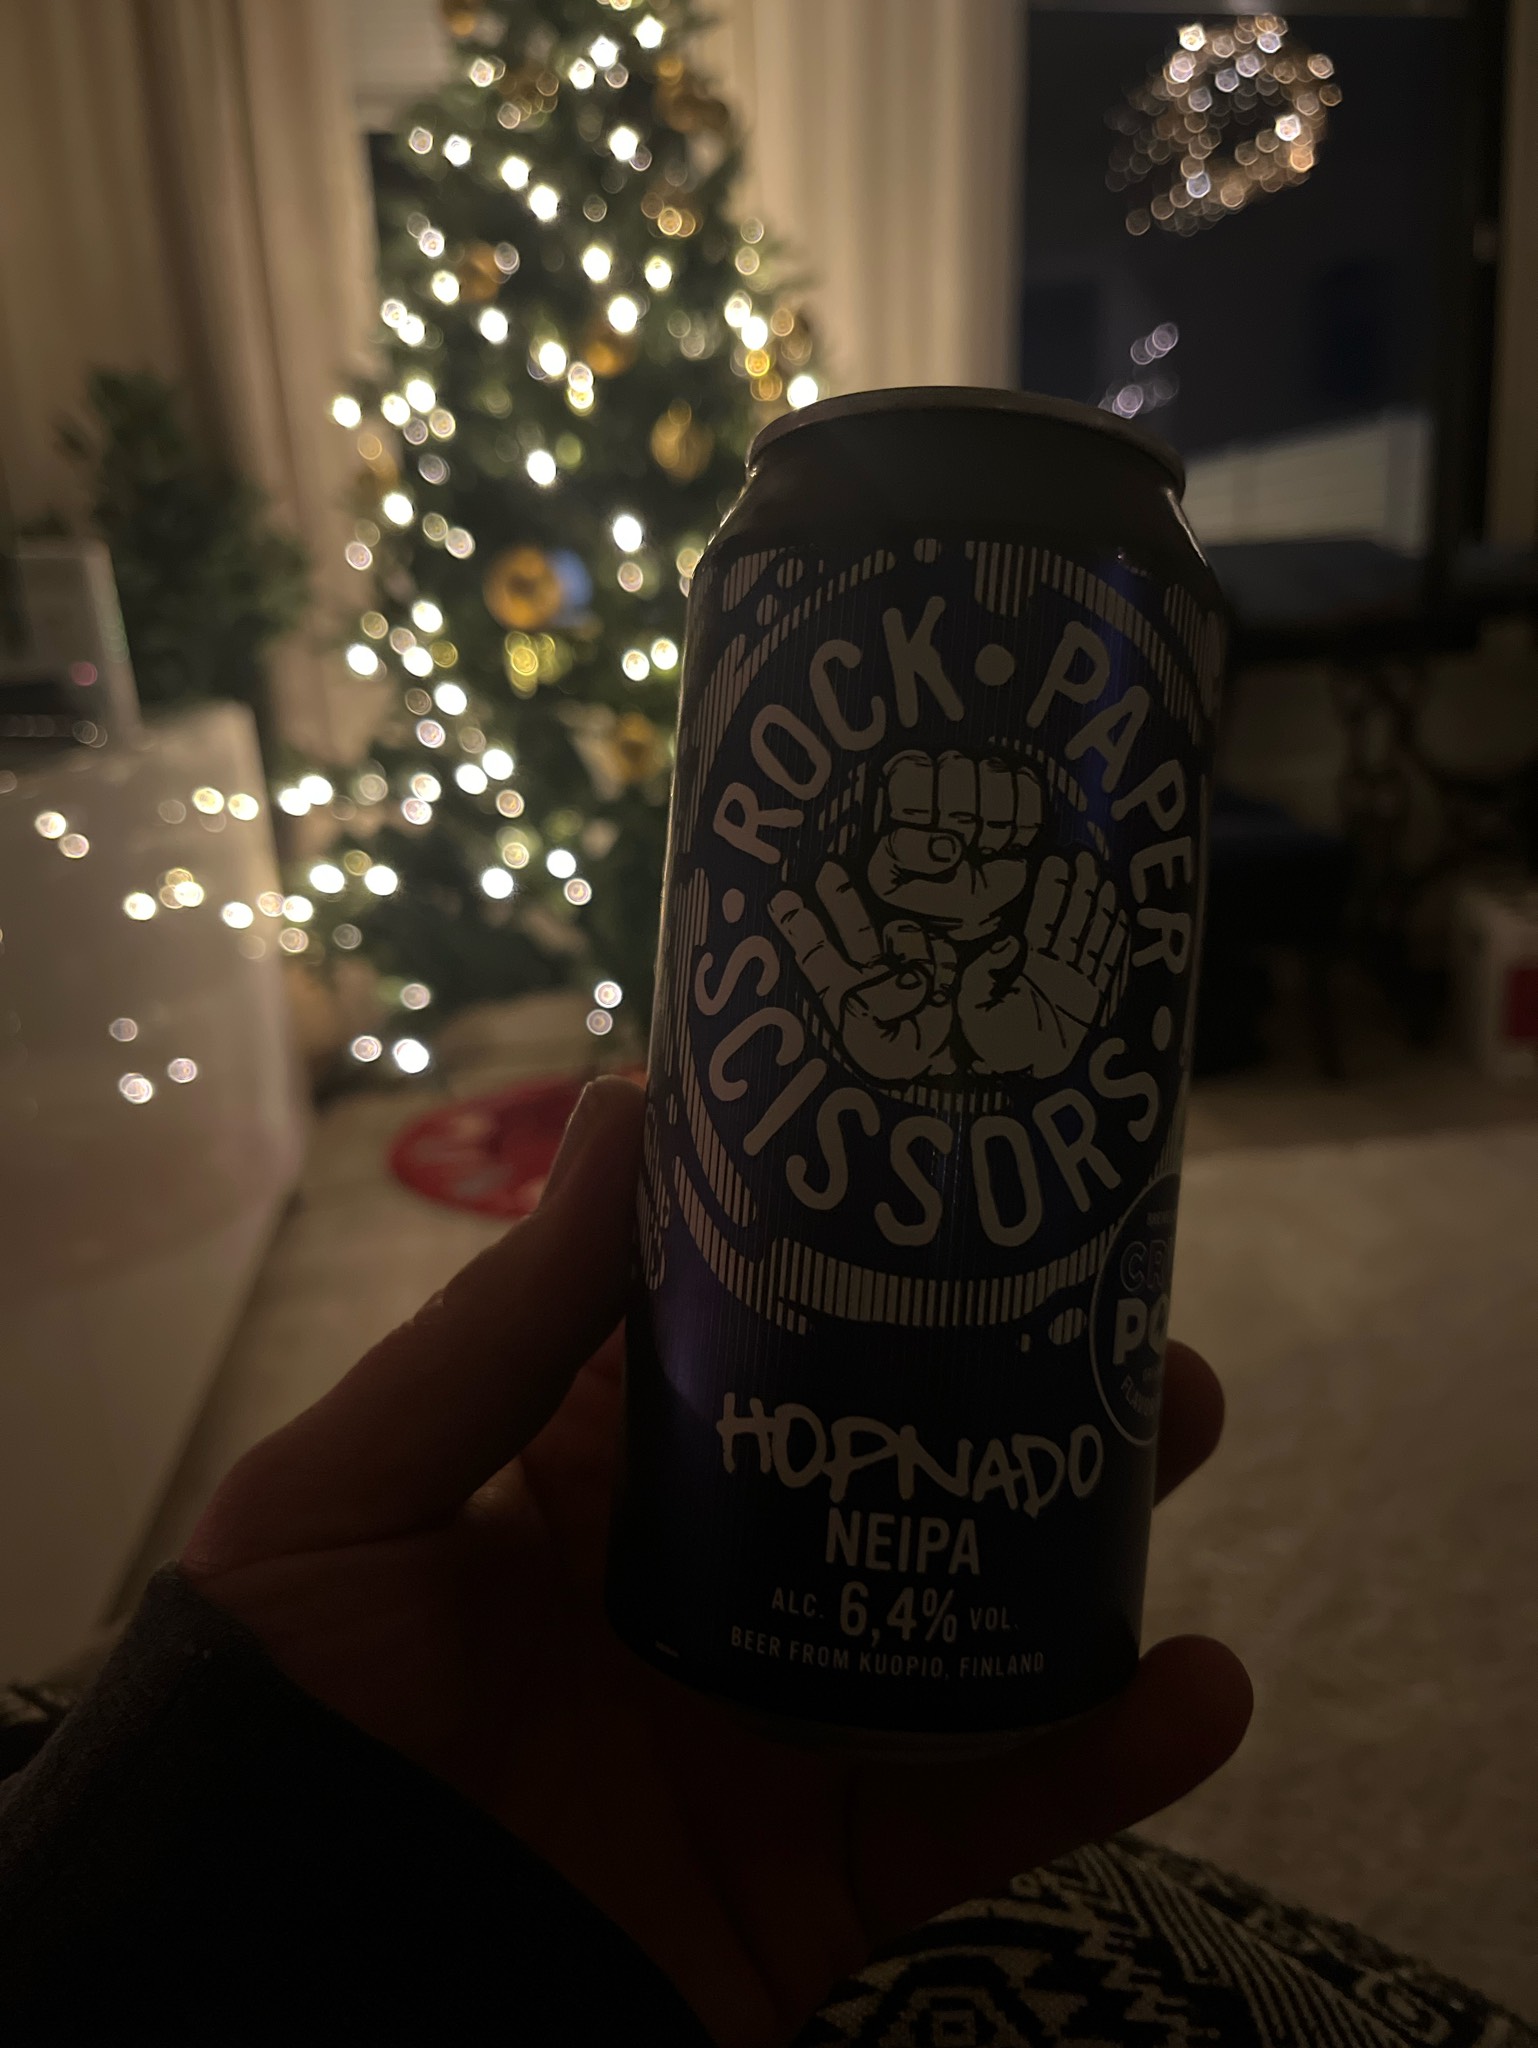 ROCK • PAPER • SCISSORS •
HOPNADO
NEIPA
ALC. 6,4% VOL.
BEER FROM KUOPIO, FINLAND